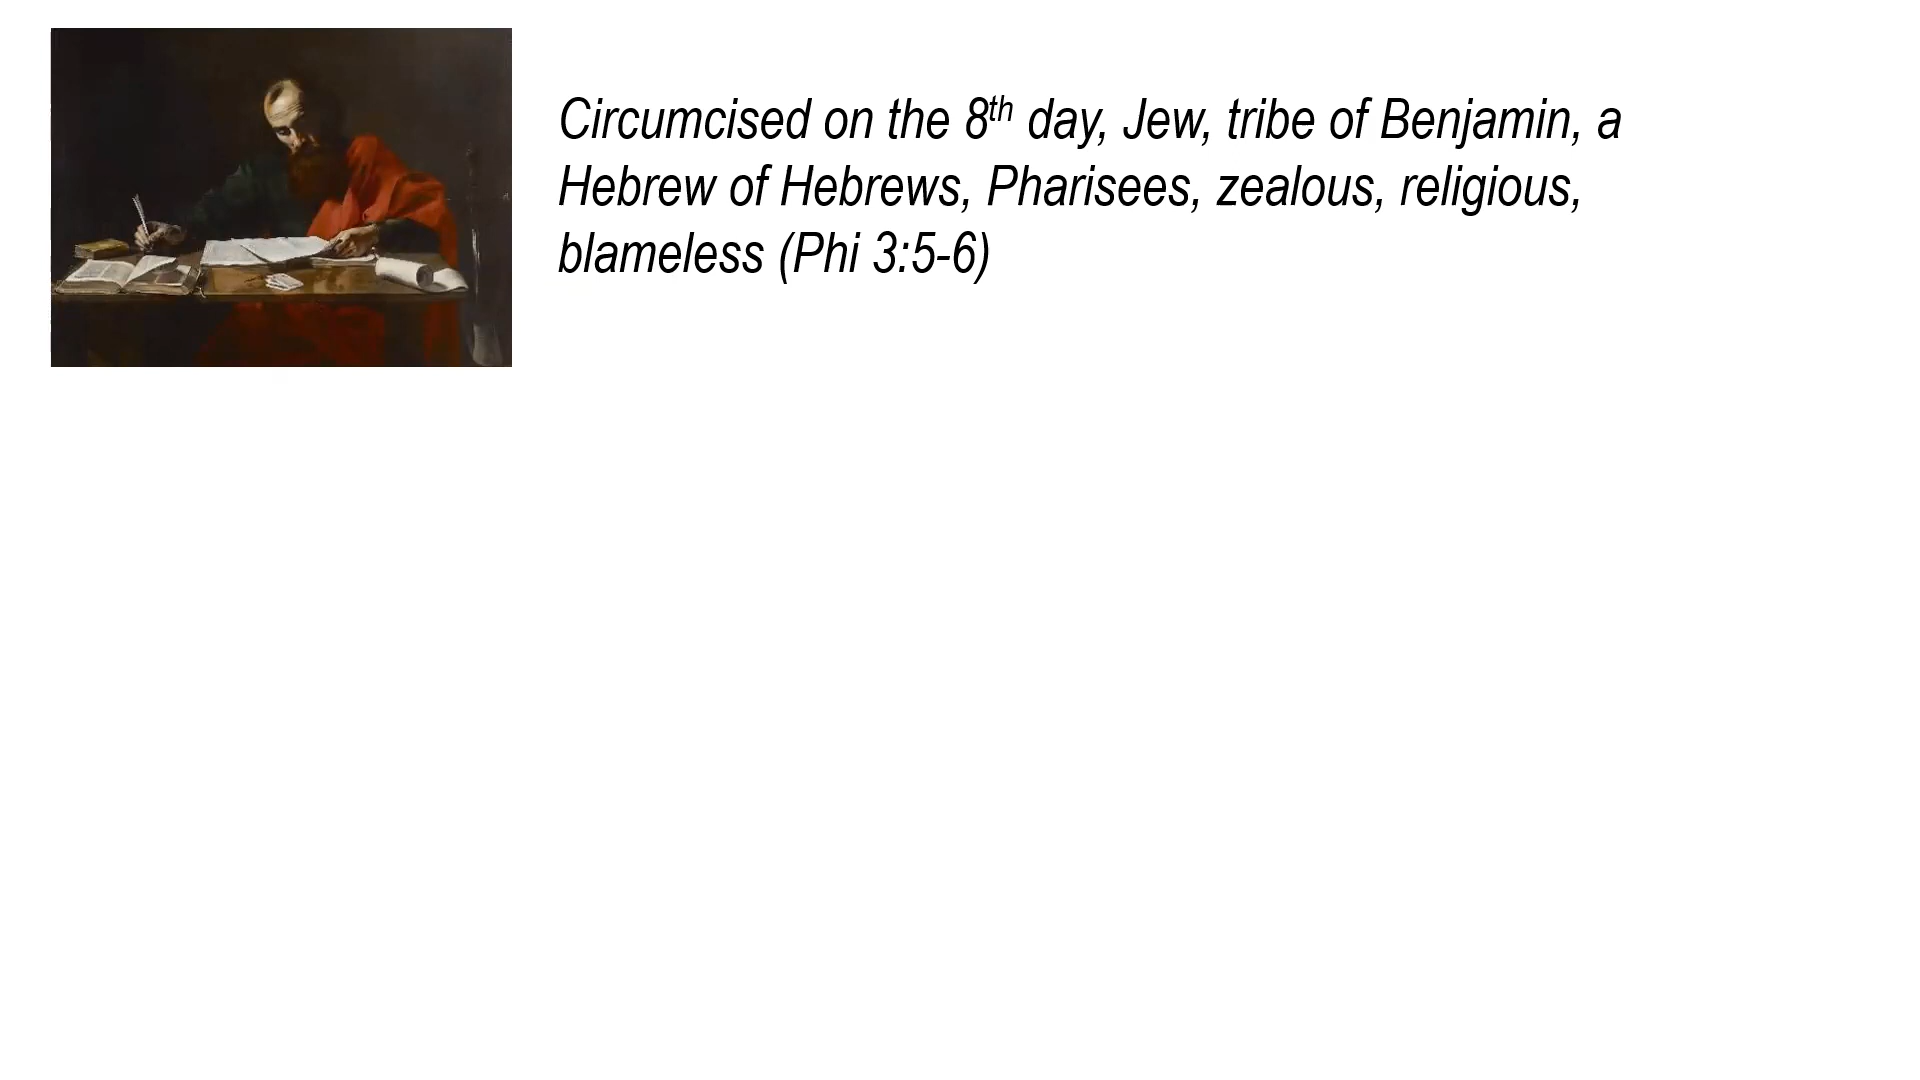 Circumcised on the 8th day, Jew, tribe of Benjamin, a
Hebrew of Hebrews, Pharisees, zealous, religious,
blameless (Phi 3:5-6)